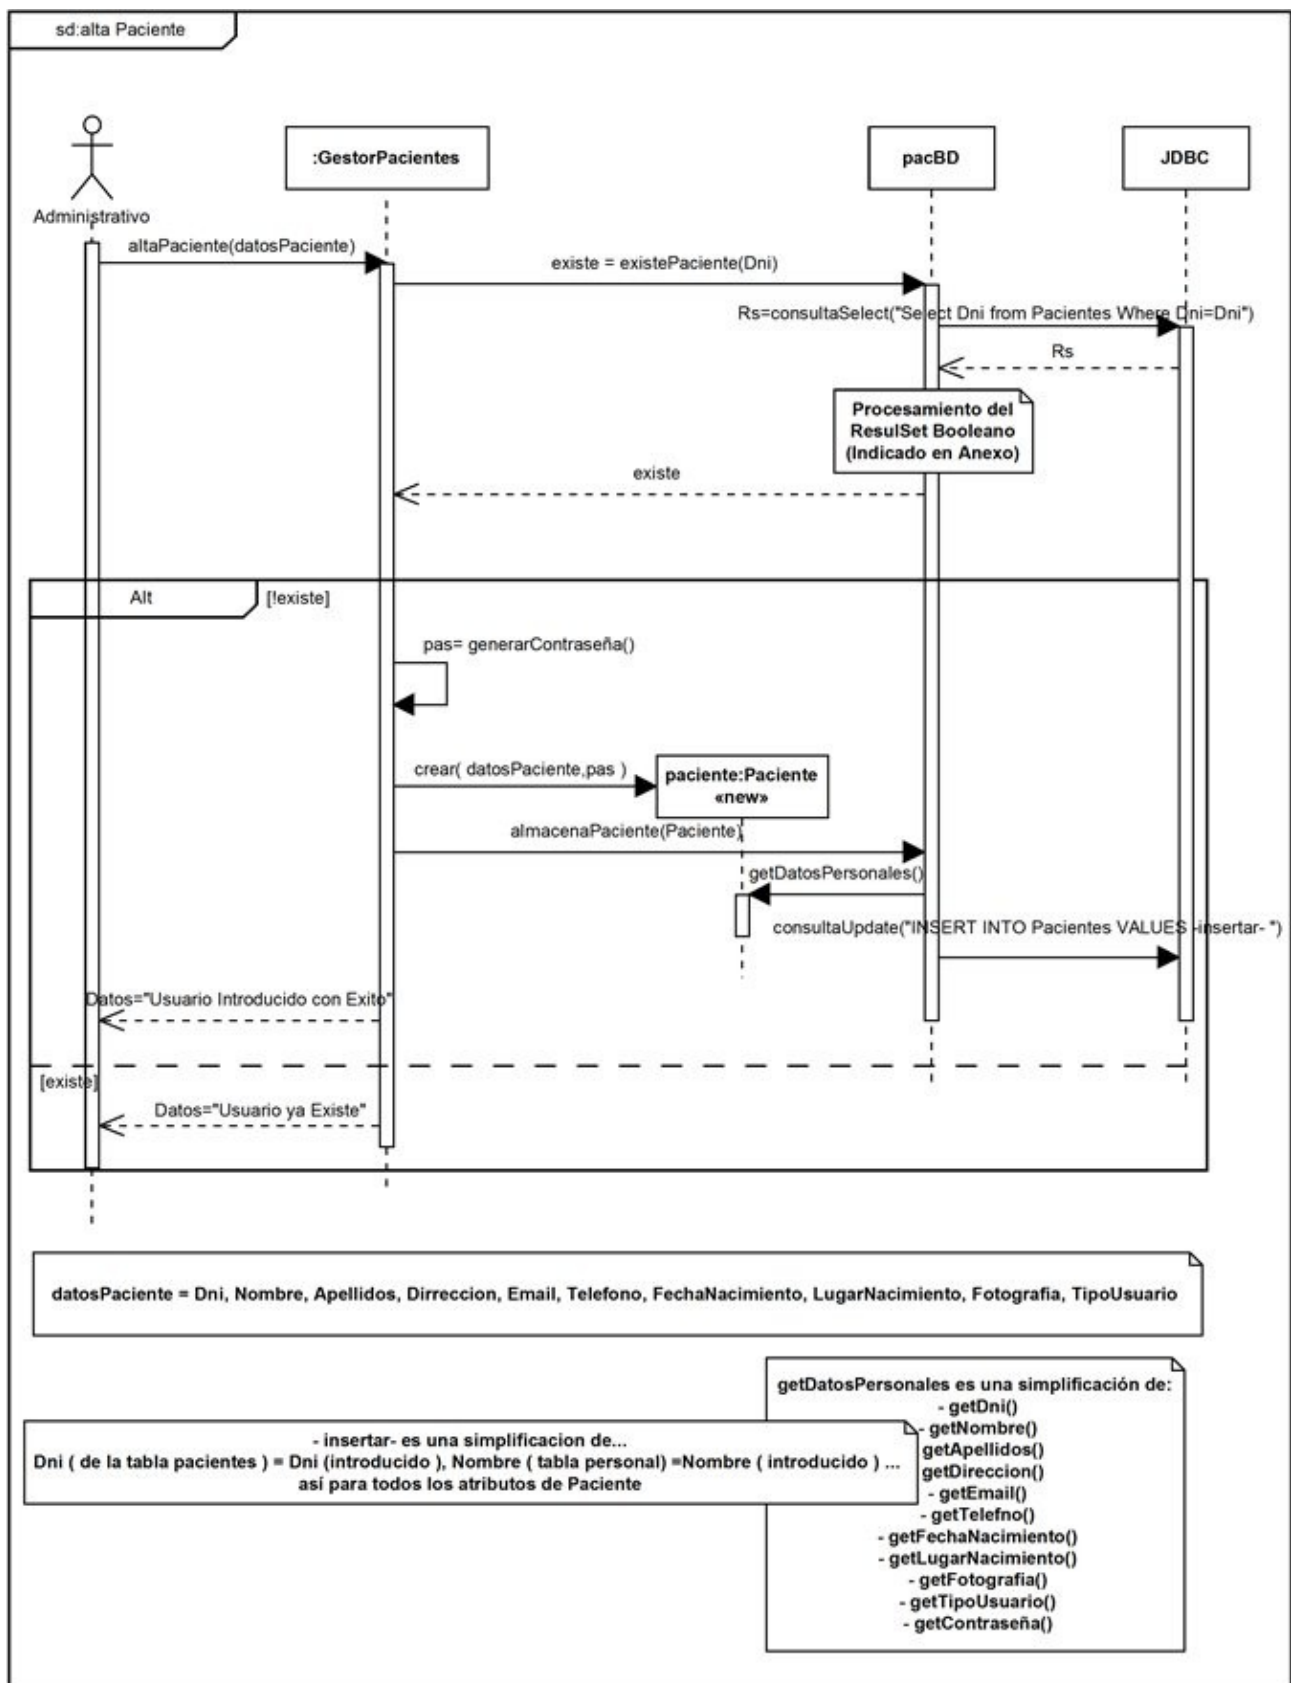 sd:alta Paciente
:GestorPacientes
pacBD
JDBC
Administrativo
altaPaciente(datosPaciente)
existe = existePaciente(Dni)
Rs=consultaSelect("Select Dni from Pacientes Where Dni=Dni")
Rs
Procesamiento del
ResulSet Booleano
(Indicado en Anexo)
existe
Alt
[!existe]
pas= generarContraseña()
crear( datosPaciente,pas )
paciente:Paciente
«new»
almacenaPaciente(Paciente)
getDatosPersonales()
consultaUpdate("INSERT INTO Pacientes VALUES -insertar- ")
Datos="Usuario Introducido con Exito"
[existe]
Datos="Usuario ya Existe"
datosPaciente = Dni, Nombre, Apellidos, Dirreccion, Email, Telefono, FechaNacimiento, LugarNacimiento, Fotografia, TipoUsuario
getDatosPersonales es una simplificación de:
- getDni()
- getNombre()
getApellidos()
getDireccion()
- getEmail()
- getTelefno()
- getFechaNacimiento()
- getLugarNacimiento()
- getFotografia()
- getTipoUsuario()
- getContraseña()
- insertar- es una simplificacion de...
Dni ( de la tabla pacientes ) = Dni (introducido ), Nombre ( tabla personal) =Nombre ( introducido ) ...
así para todos los atributos de Paciente